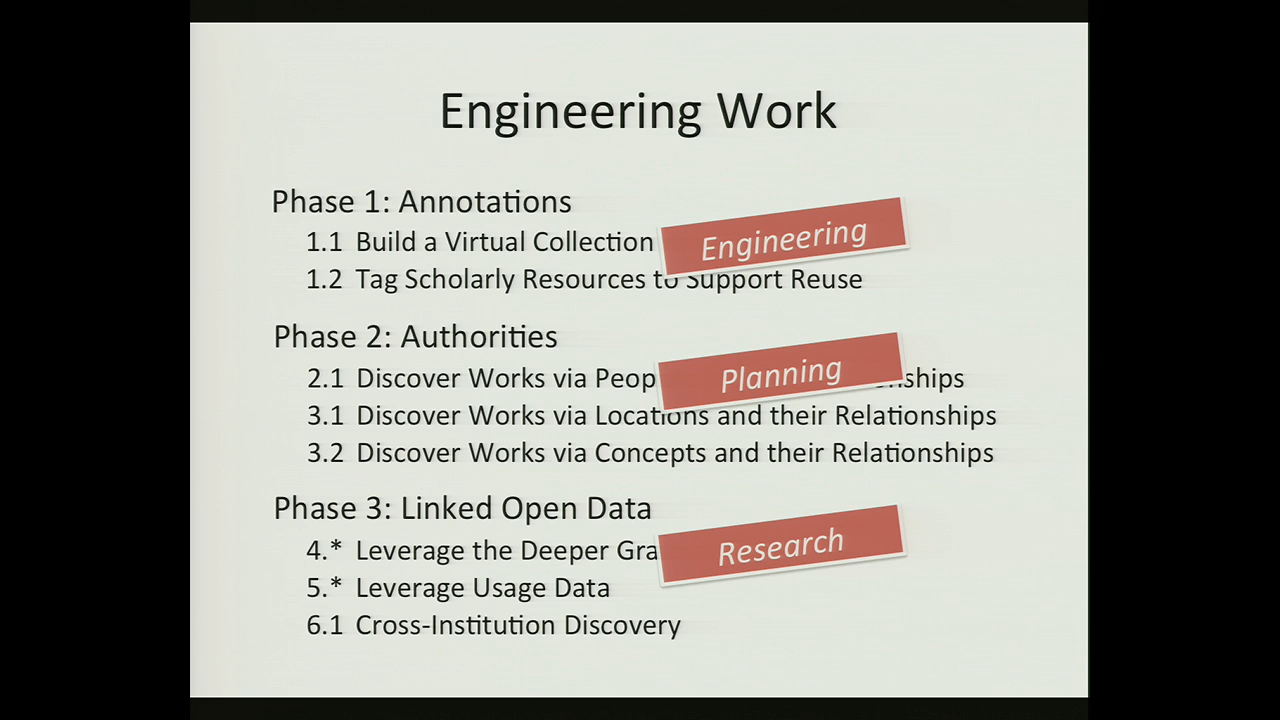 Engineering Work
Phase 1: Annotations
1.1 Build a Virtual Collection
Engineering
1.2 Tag Scholarly Resources to Support Reuse
Phase 2: Authorities
2.1 Discover Works via
Planning
3.1 Discover Works via Locations and their Relationships
3.2 Discover Works via Concepts and their Relationships
Phase 3: Linked Open Data
4.* Leverage the Deeper
Research
5.* Leverage Usage Data
6.1 Cross-Institution Discovery